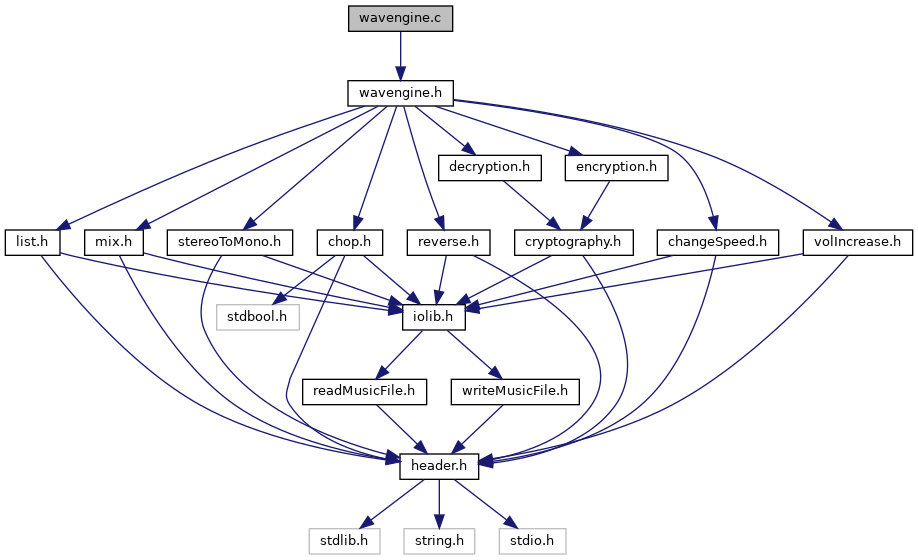 wavengine.c
wavengine.h
decryption.h
encryption.h
list.h
mix.h
stereoToMono.h
chop.h
reverse.h
cryptography.h
changeSpeed.h
volIncrease.h
stdbool.h
iolib.h
readMusicFile.h
writeMusicFile.h
header.h
stdlib.h
string.h
stdio.h